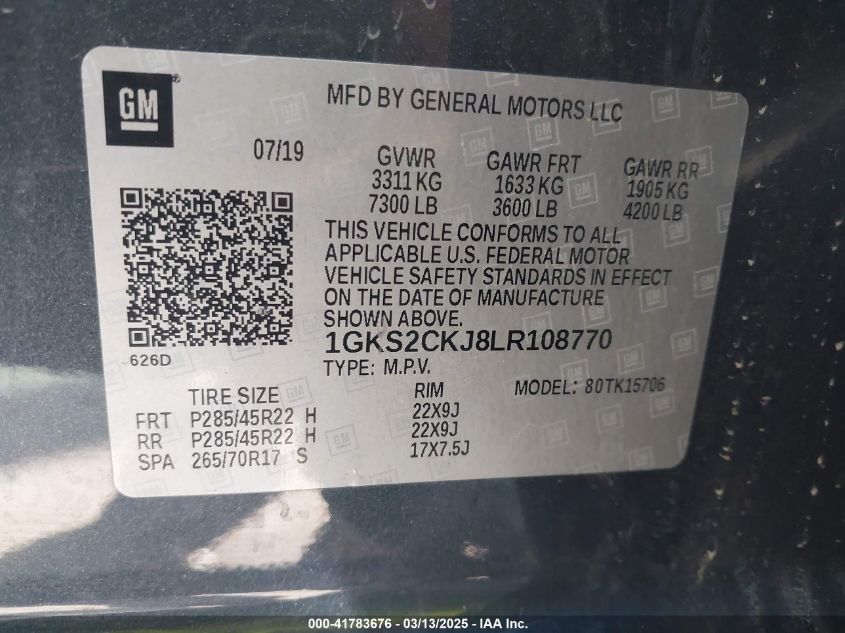 GM®
MFD BY GENERAL MOTORS LLC
07/19
GVWR
3311 KG
7300 LB
GAWR FRT
1633 KG
3600 LB
GAWR RR
1905 KG
4200 LB
THIS VEHICLE CONFORMS TO ALL
APPLICABLE U.S. FEDERAL MOTOR
VEHICLE SAFETY STANDARDS IN EFFECT
ON THE DATE OF MANUFACTURE
SHOWN ABOVE.
626D
1GKS2CKJ8LR108770
TYPE: M.P.V.
MODEL: 80TK15706
TIRE SIZE RIM
FRT P285/45R22 H 22X9J
RR P285/45R22 H 22X9J
SPA 265/70R17 S 17X7.5J
000-41783676 - 03/13/2025 - IAA Inc.